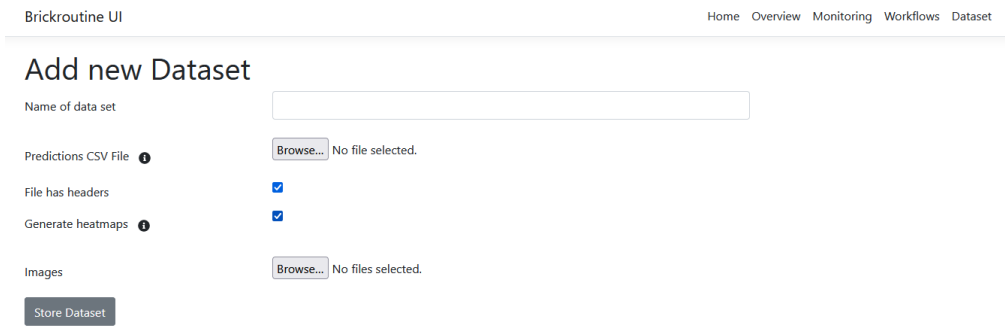 Brickroutine UI
Home Overview Monitoring Workflows Dataset
Add new Dataset
Name of data set
Predictions CSV File
Browse... No file selected.
File has headers
Generate heatmaps
Images
Browse... No files selected.
Store Dataset